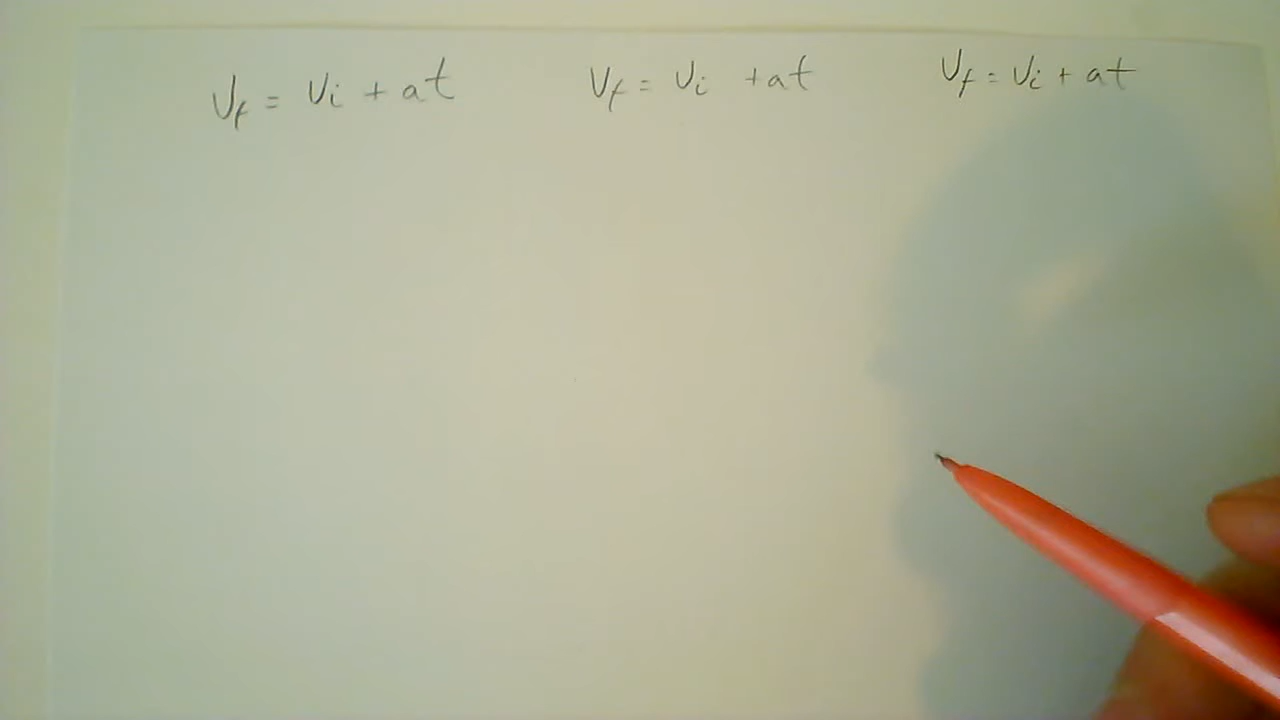 Vf = Vi + at Vf = Vi + at Vf = Vi + at